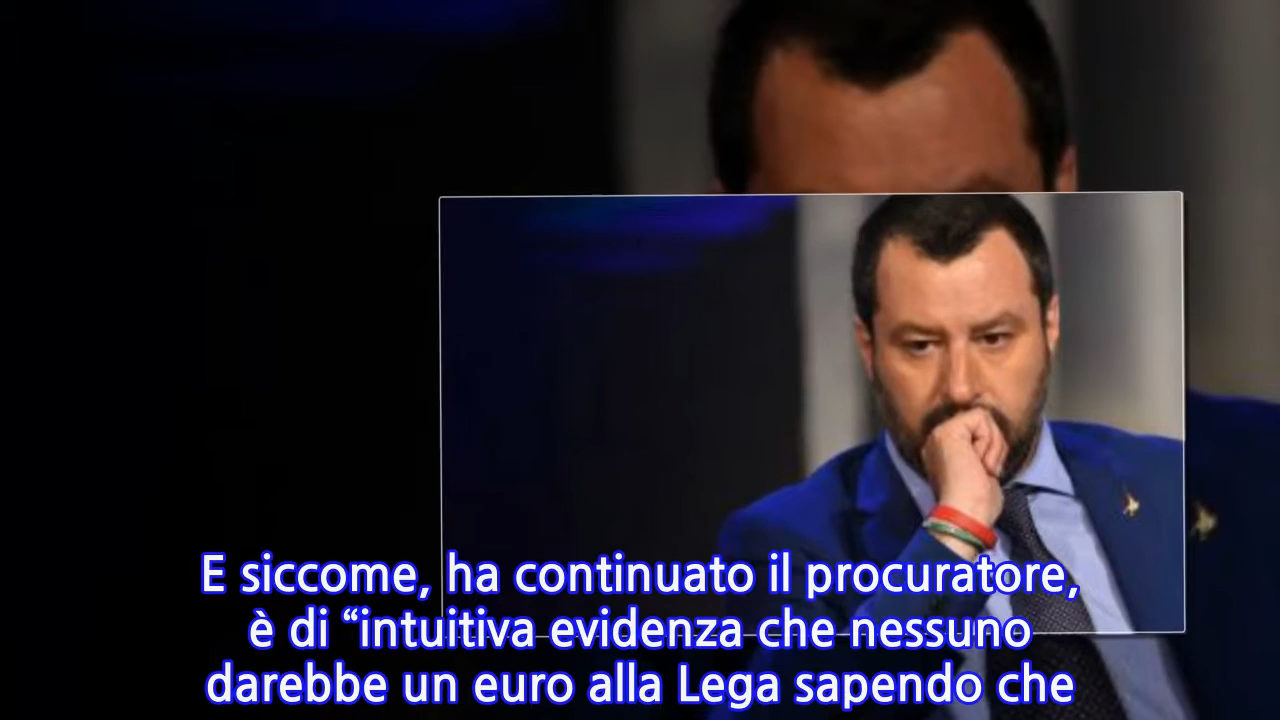 E siccome, ha continuato il procuratore,
è di “intuitiva evidenza che nessuno
darebbe un euro alla Lega sapendo che